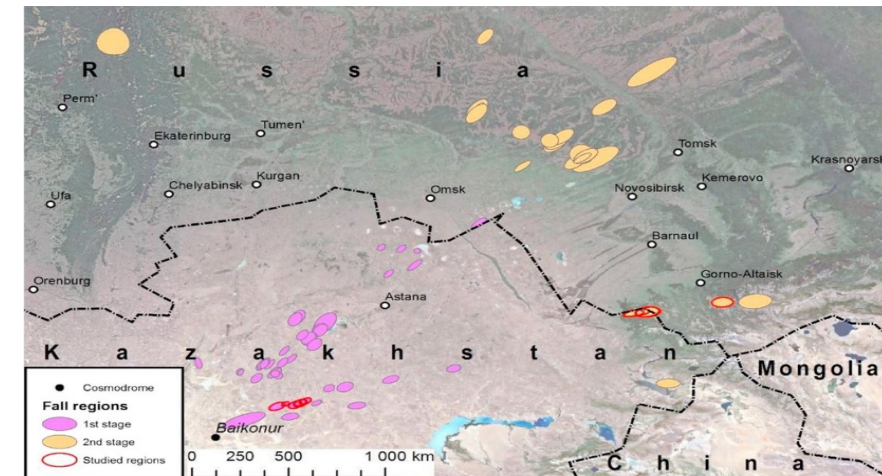 R u s s i a
Perm'
Tumen'
Ekaterinburg
Tomsk
Krasnoyarsk
Chelyabinsk
Kurgan
Omsk
Novosibirsk
Kemerovo
Ufa
Barnaul
Orenburg
Gorno-Altaisk
Astana
K a z a k h s t a n
Mongolia
Cosmodrome
Fall regions
1st stage
2nd stage
Studied regions
Baikonur
0 250 500 1 000 km
C h i n a